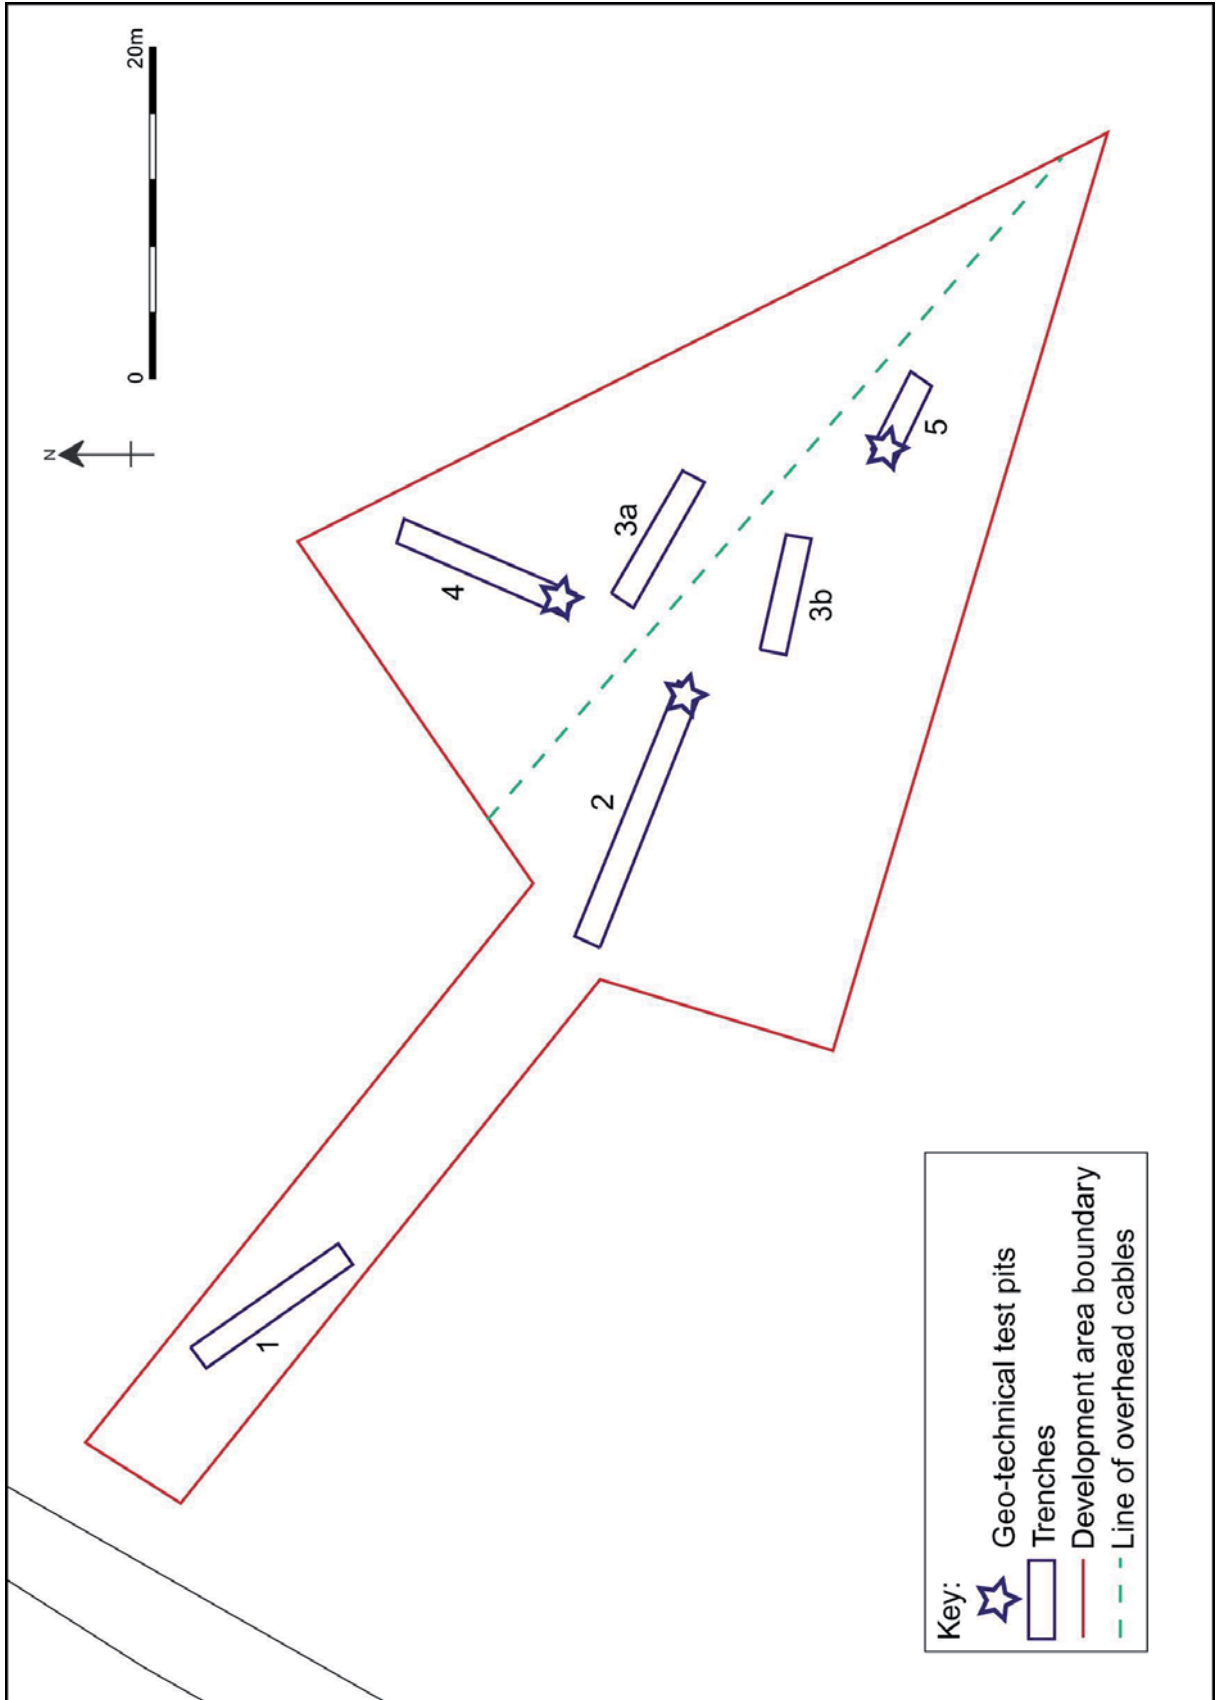 N
0
20m
1
2
3a
3b
4
5
Key:
Geo-technical test pits
Trenches
Development area boundary
Line of overhead cables